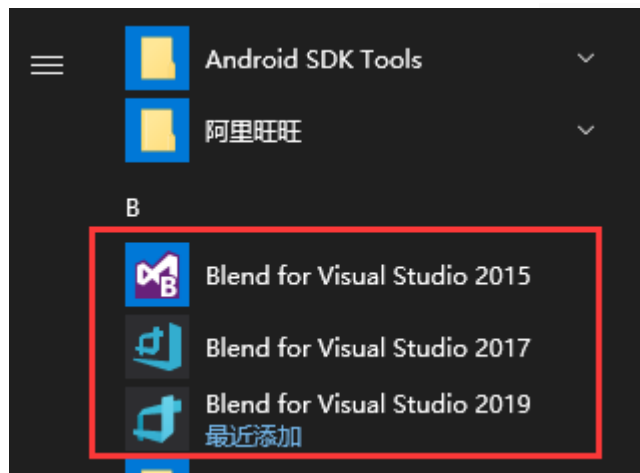 Android SDK Tools
阿里旺旺
B
Blend for Visual Studio 2015
Blend for Visual Studio 2017
Blend for Visual Studio 2019
最近添加